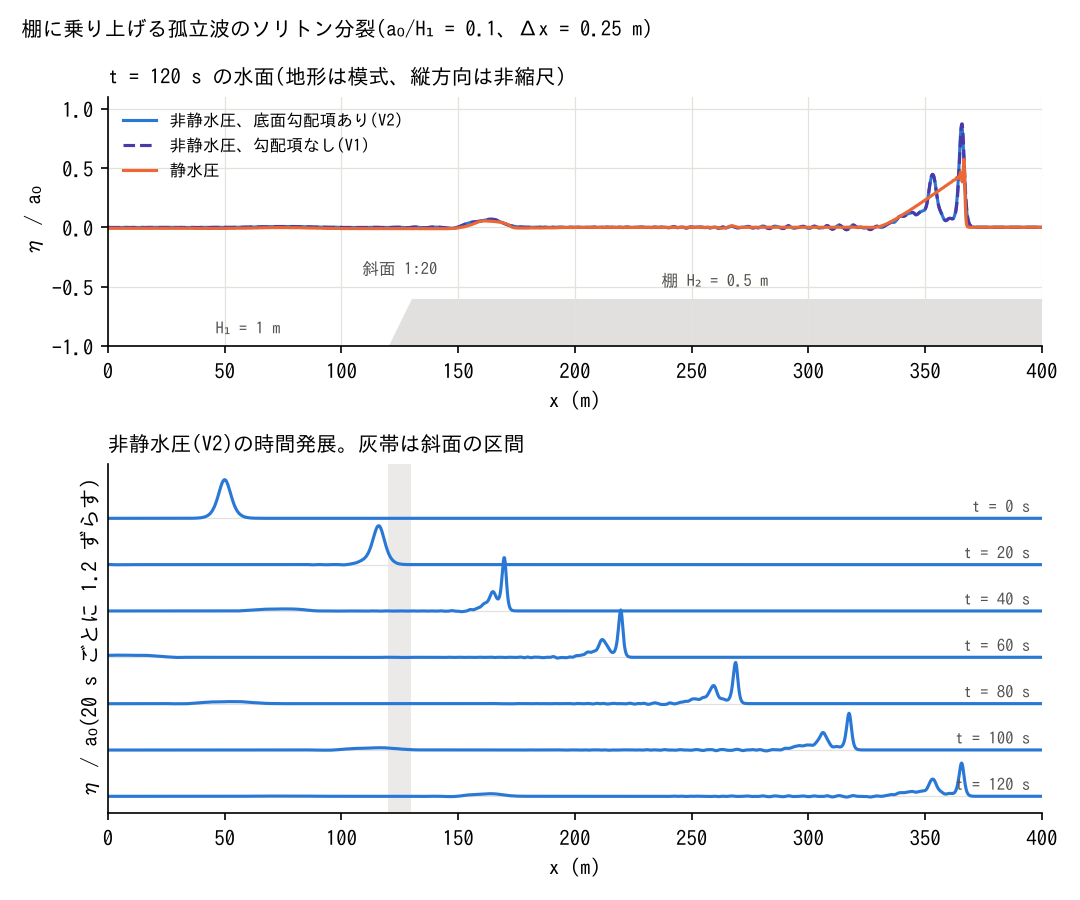 棚に乗り上げる孤立波のソリトン分裂(a₀/H₁ = 0.1、Δx = 0.25 m)
t = 120 s の水面(地形は模式、縦方向は非縮尺)
1.0
0.5
0.0
−0.5
−1.0
η / a₀
非静水圧、底面勾配項あり(V2)
非静水圧、勾配項なし(V1)
静水圧
斜面 1:20
棚 H₂ = 0.5 m
H₁ = 1 m
0 50 100 150 200 250 300 350 400
x (m)
非静水圧(V2)の時間発展。灰帯は斜面の区間
η / a₀(20 s ごとに 1.2 ずらす)
t = 0 s
t = 20 s
t = 40 s
t = 60 s
t = 80 s
t = 100 s
t = 120 s
0 50 100 150 200 250 300 350 400
x (m)